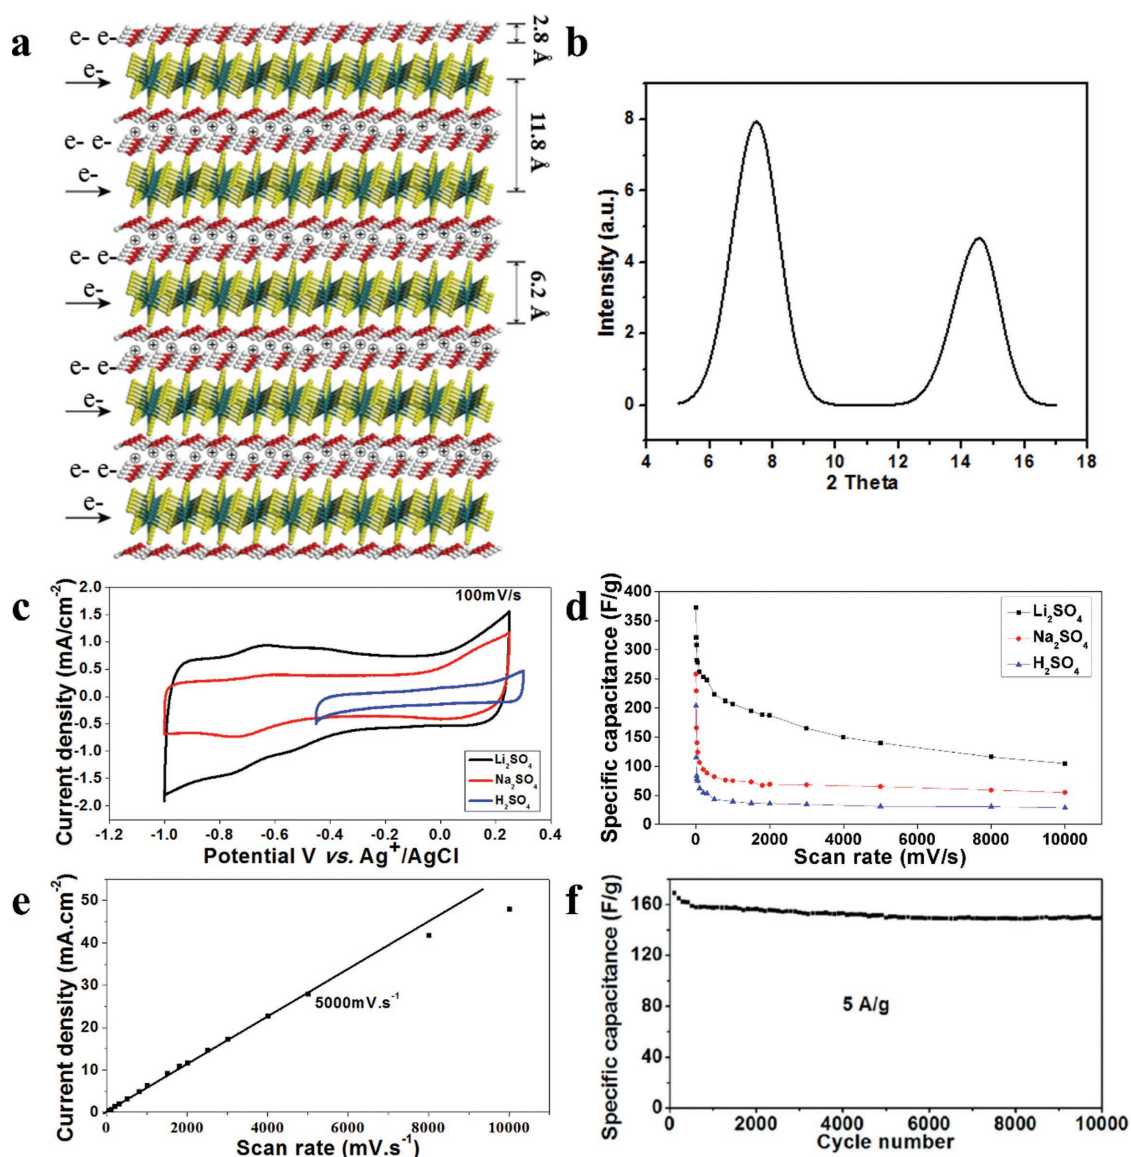 a
e- e-
e-
e- e-
e-
e- e-
e-
e- e-
e-
e- e-
e-
2.8 Å
11.8 Å
6.2 Å
b
Intensity (a.u.)
8
6
4
2
0
4 6 8 10 12 14 16 18
2 Theta
c
Current density (mA/cm⁻²)
2.0
1.5
1.0
0.5
0.0
-0.5
-1.0
-1.5
-2.0
100mV/s
Li₂SO₄
Na₂SO₄
H₂SO₄
-1.2 -1.0 -0.8 -0.6 -0.4 -0.2 0.0 0.2 0.4
Potential V vs. Ag⁺/AgCl
d
Specific capacitance (F/g)
400
350
300
250
200
150
100
50
0
Li₂SO₄
Na₂SO₄
H₂SO₄
0 2000 4000 6000 8000 10000
Scan rate (mV/s)
e
Current density (mA.cm⁻²)
50
40
30
20
10
0
5000mV.s⁻¹
0 2000 4000 6000 8000 10000
Scan rate (mV.s⁻¹)
f
Specific capacitance (F/g)
160
120
80
40
0
5 A/g
0 2000 4000 6000 8000 10000
Cycle number